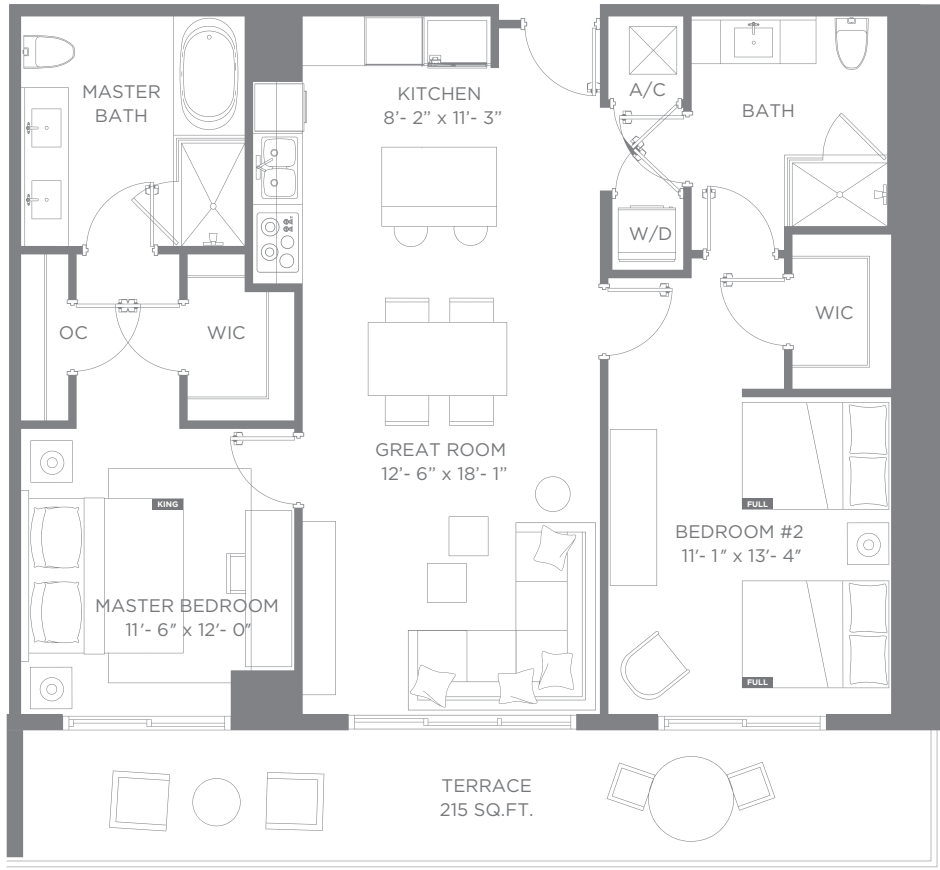 MASTER
BATH
KITCHEN
8’- 2” x 11’- 3”
A/C
BATH
W/D
OC
WIC
WIC
GREAT ROOM
12’- 6” x 18’- 1”
KING
FULL
BEDROOM #2
11’- 1” x 13’- 4”
MASTER BEDROOM
11’- 6” x 12’- 0”
FULL
TERRACE
215 SQ.FT.